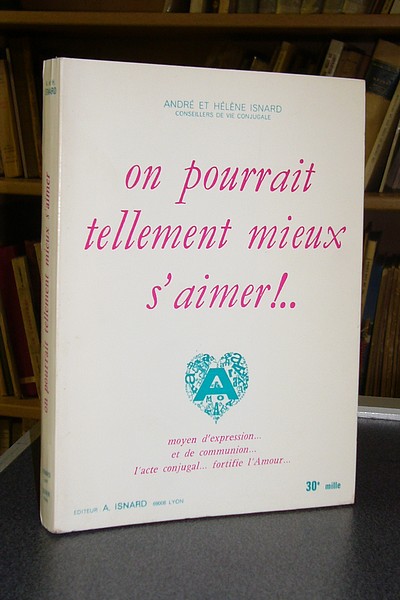 ANDRÉ ET HÉLÈNE ISNARD
CONSEILLERS DE VIE CONJUGALE
on pourrait
tellement mieux
s'aimer!..
A
moyen d'expression...
et de communion...
l'acte conjugal... fortifie l'Amour...
30e mille
EDITEUR A. ISNARD LYON
ISNARD
on pourrait tellement mieux s'aimer